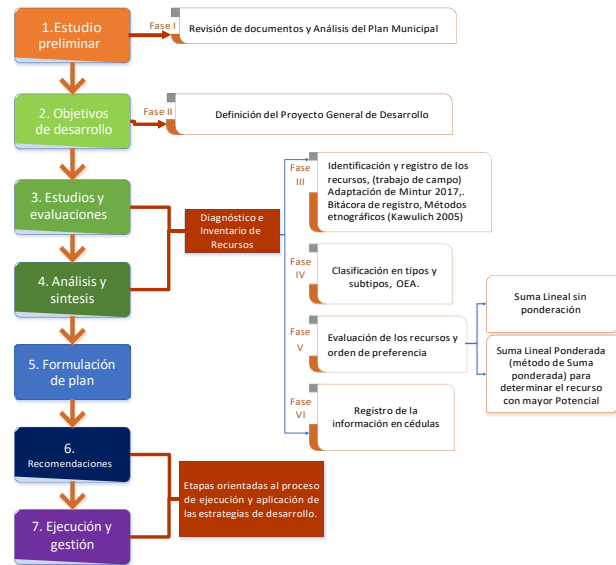 1.Estudio
preliminar
Fase I
Revisión de documentos y Análisis del Plan Municipal
2. Objetivos
de desarrollo
Fase II
Definición del Proyecto General de Desarrollo
3. Estudios y
evaluaciones
4. Análisis y
sintesis
Diagnóstico e
Inventario de
Recursos
Fase
III
Identificación y registro de los
recursos, (trabajo de campo)
Adaptación de Mintur 2017,.
Bitácora de registro, Métodos
etnográficos (Kawulich 2005)
Fase
IV
Clasificación en tipos y
subtipos, OEA.
Fase
V
Evaluación de los recursos y
orden de preferencia
Suma Lineal sin
ponderación
Suma Lineal Ponderada
(método de Suma
ponderada) para
determinar el recurso
con mayor Potencial
Fase
VI
Registro de la
información en cédulas
5. Formulación
de plan
6.
Recomendaciones
7. Ejecución y
gestión
Etapas orientadas al proceso
de ejecución y aplicación de
las estrategias de desarrollo.